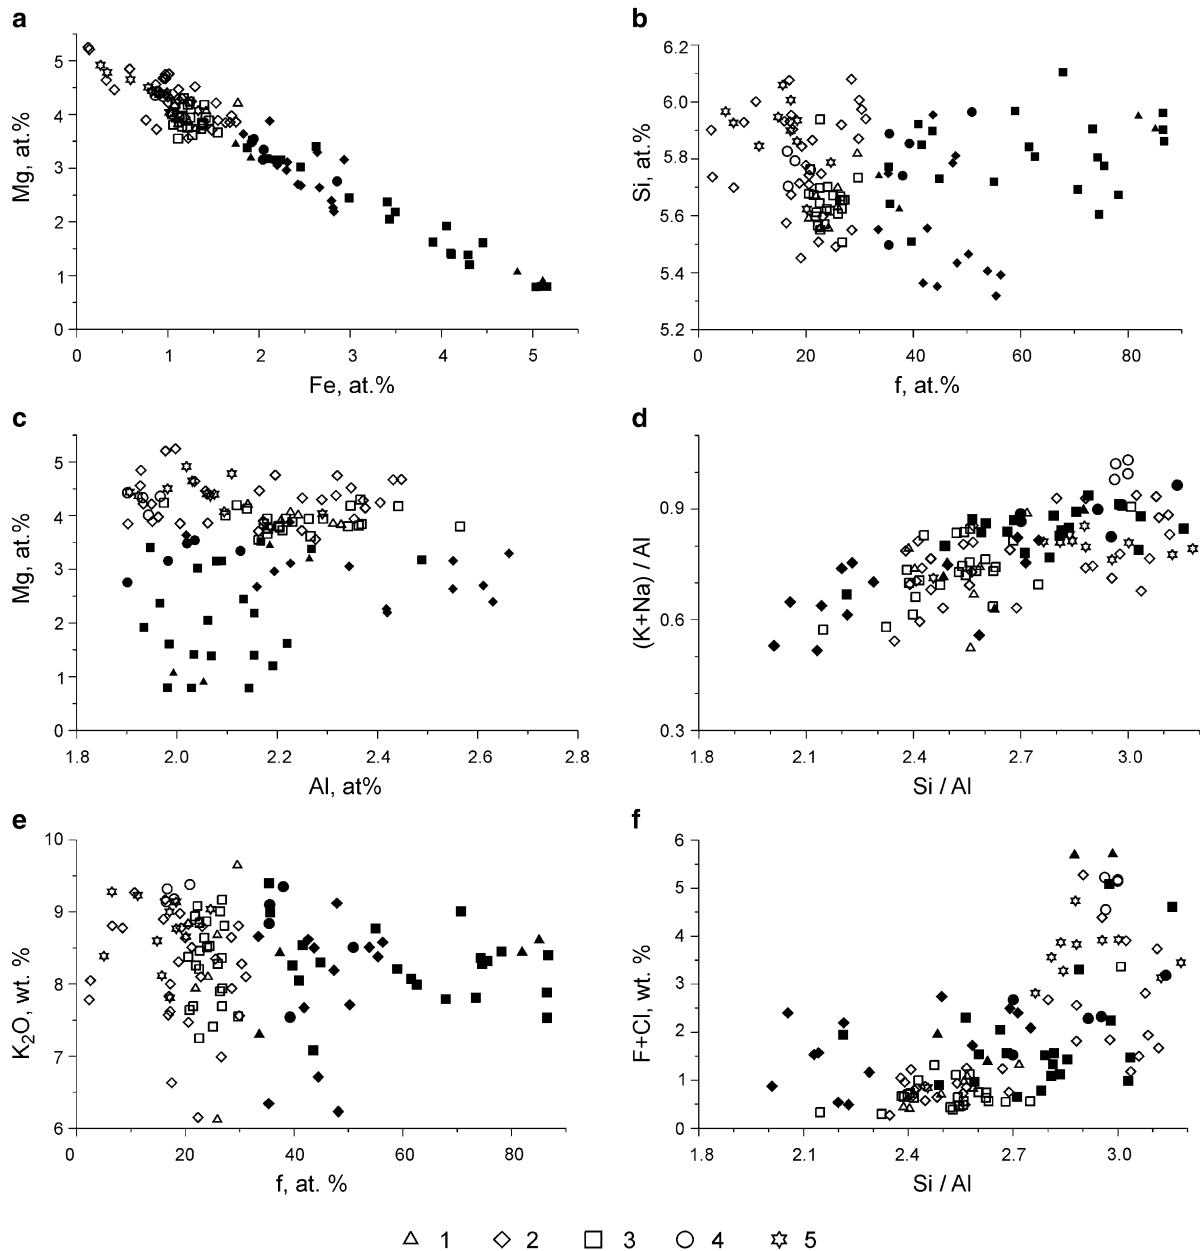 a
Mg, at.%
5
4
3
2
1
0
0 1 2 3 4 5
Fe, at.%
b
Si, at.%
6.2
6.0
5.8
5.6
5.4
5.2
0 20 40 60 80
f, at.%
c
Mg, at.%
5
4
3
2
1
0
1.8 2.0 2.2 2.4 2.6 2.8
Al, at%
d
(K+Na) / Al
0.9
0.6
0.3
1.8 2.1 2.4 2.7 3.0
Si / Al
e
K₂O, wt. %
10
9
8
7
6
0 20 40 60 80
f, at. %
f
F+Cl, wt. %
6
5
4
3
2
1
0
1.8 2.1 2.4 2.7 3.0
Si / Al
1 2 3 4 5